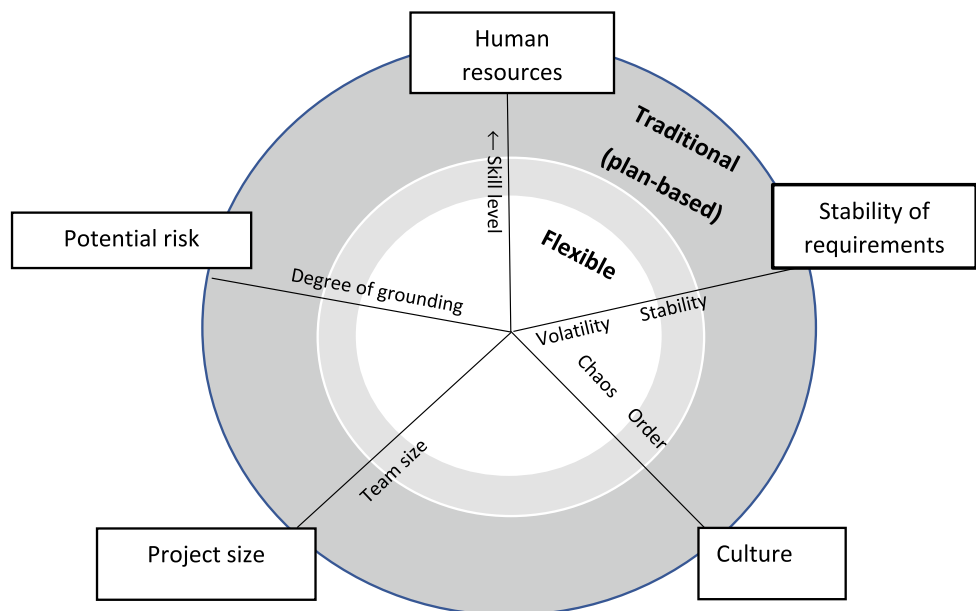 Human
resources
Traditional
(plan-based)
← Skill level
Stability of
requirements
Potential risk
Flexible
Degree of grounding
Stability
Volatility
Chaos
Order
Team size
Project size
Culture